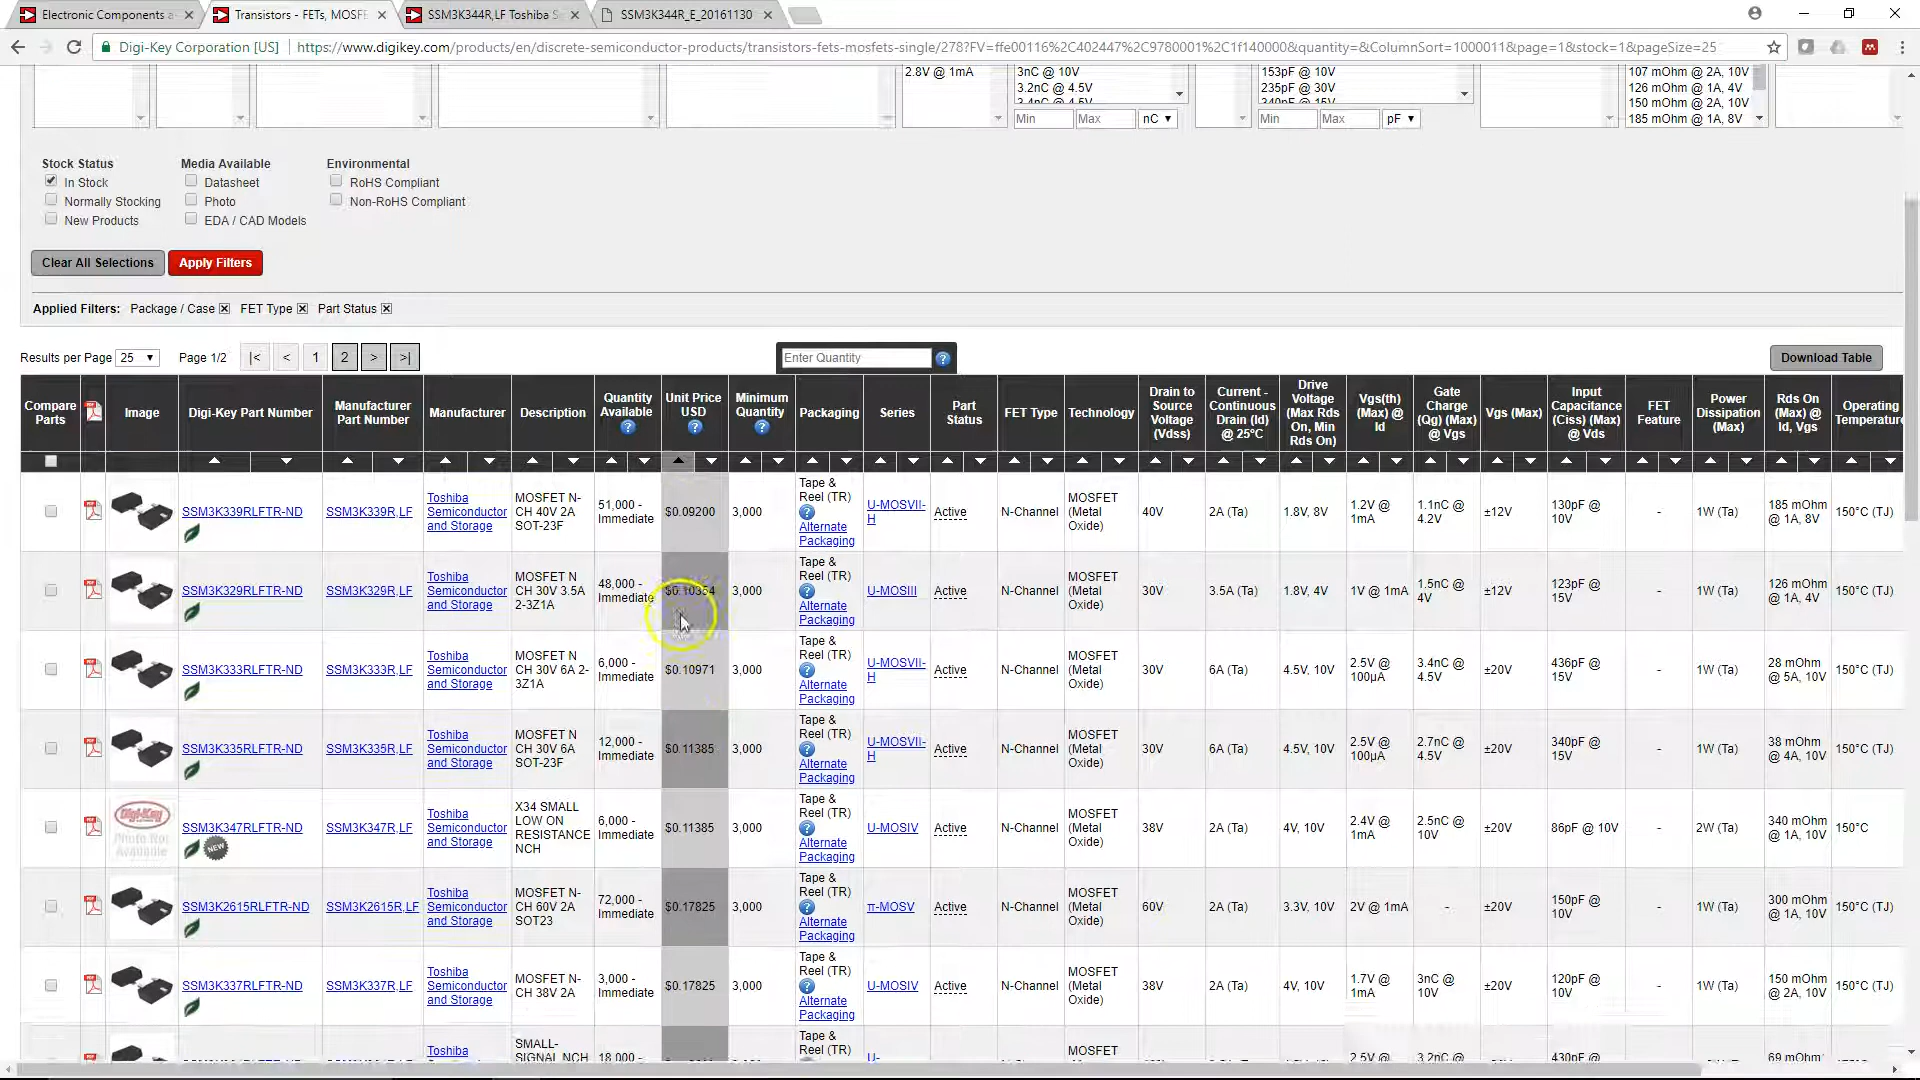 Electronic Components a
Transistors - FETs, MOSFE
SSM3K344R,LF Toshiba S
SSM3K344R_E_20161130
Digi-Key Corporation [US]
https://www.digikey.com/products/en/discrete-semiconductor-products/transistors-fets-mosfets-single/278?FV=ffe00116%2C402447%2C9780001%2C1f140000&quantity=&ColumnSort=1000011&page=1&stock=1&pageSize=25
2.8V @ 1mA
3nC @ 10V
3.2nC @ 4.5V
3.4nC @ 4.5V
Min Max nC
153pF @ 10V
235pF @ 30V
340pF @ 15V
Min Max pF
107 mOhm @ 2A, 10V
126 mOhm @ 1A, 4V
150 mOhm @ 2A, 10V
185 mOhm @ 1A, 8V
Stock Status
In Stock
Normally Stocking
New Products
Media Available
Datasheet
Photo
EDA / CAD Models
Environmental
RoHS Compliant
Non-RoHS Compliant
Clear All Selections
Apply Filters
Applied Filters: Package / Case FET Type Part Status
Results per Page 25 Page 1/2 |< < 1 2 > >|
Enter Quantity
Download Table
Compare Parts
Image
Digi-Key Part Number
Manufacturer Part Number
Manufacturer
Description
Quantity Available
Unit Price USD
Minimum Quantity
Packaging
Series
Part Status
FET Type
Technology
Drain to Source Voltage (Vdss)
Current - Continuous Drain (Id) @ 25°C
Drive Voltage (Max Rds On, Min Rds On)
Vgs(th) (Max) @ Id
Gate Charge (Qg) (Max) @ Vgs
Vgs (Max)
Input Capacitance (Ciss) (Max) @ Vds
FET Feature
Power Dissipation (Max)
Rds On (Max) @ Id, Vgs
Operating Temperature
SSM3K339RLFTR-ND SSM3K339R,LF Toshiba Semiconductor and Storage MOSFET N-CH 40V 2A SOT-23F 51,000 - Immediate $0.09200 3,000 Tape & Reel (TR) Alternate Packaging U-MOSVII-H Active N-Channel MOSFET (Metal Oxide) 40V 2A (Ta) 1.8V, 8V 1.2V @ 1mA 1.1nC @ 4.2V ±12V 130pF @ 10V - 1W (Ta) 185 mOhm @ 1A, 8V 150°C (TJ)
SSM3K329RLFTR-ND SSM3K329R,LF Toshiba Semiconductor and Storage MOSFET N CH 30V 3.5A 2-3Z1A 48,000 - Immediate $0.10354 3,000 Tape & Reel (TR) Alternate Packaging U-MOSIII Active N-Channel MOSFET (Metal Oxide) 30V 3.5A (Ta) 1.8V, 4V 1V @ 1mA 1.5nC @ 4V ±12V 123pF @ 15V - 1W (Ta) 126 mOhm @ 1A, 4V 150°C (TJ)
SSM3K333RLFTR-ND SSM3K333R,LF Toshiba Semiconductor and Storage MOSFET N CH 30V 6A 2-3Z1A 6,000 - Immediate $0.10971 3,000 Tape & Reel (TR) Alternate Packaging U-MOSVII-H Active N-Channel MOSFET (Metal Oxide) 30V 6A (Ta) 4.5V, 10V 2.5V @ 100µA 3.4nC @ 4.5V ±20V 436pF @ 15V - 1W (Ta) 28 mOhm @ 5A, 10V 150°C (TJ)
SSM3K335RLFTR-ND SSM3K335R,LF Toshiba Semiconductor and Storage MOSFET N CH 30V 6A SOT-23F 12,000 - Immediate $0.11385 3,000 Tape & Reel (TR) Alternate Packaging U-MOSVII-H Active N-Channel MOSFET (Metal Oxide) 30V 6A (Ta) 4.5V, 10V 2.5V @ 100µA 2.7nC @ 4.5V ±20V 340pF @ 15V - 1W (Ta) 38 mOhm @ 4A, 10V 150°C (TJ)
Digi-Key Photo Not Available SSM3K347RLFTR-ND NEW SSM3K347R,LF Toshiba Semiconductor and Storage X34 SMALL LOW ON RESISTANCE NCH 6,000 - Immediate $0.11385 3,000 Tape & Reel (TR) Alternate Packaging U-MOSIV Active N-Channel MOSFET (Metal Oxide) 38V 2A (Ta) 4V, 10V 2.4V @ 1mA 2.5nC @ 10V ±20V 86pF @ 10V - 2W (Ta) 340 mOhm @ 1A, 10V 150°C
SSM3K2615RLFTR-ND SSM3K2615R,LF Toshiba Semiconductor and Storage MOSFET N-CH 60V 2A SOT23 72,000 - Immediate $0.17825 3,000 Tape & Reel (TR) Alternate Packaging π-MOSV Active N-Channel MOSFET (Metal Oxide) 60V 2A (Ta) 3.3V, 10V 2V @ 1mA - ±20V 150pF @ 10V - 1W (Ta) 300 mOhm @ 1A, 10V 150°C (TJ)
SSM3K337RLFTR-ND SSM3K337R,LF Toshiba Semiconductor and Storage MOSFET N-CH 38V 2A 3,000 - Immediate $0.17825 3,000 Tape & Reel (TR) Alternate Packaging U-MOSIV Active N-Channel MOSFET (Metal Oxide) 38V 2A (Ta) 4V, 10V 1.7V @ 1mA 3nC @ 10V ±20V 120pF @ 10V - 1W (Ta) 150 mOhm @ 2A, 10V 150°C (TJ)
Toshiba SMALL-SIGNAL NCH 18,000 - Tape & Reel (TR) U- MOSFET 2.5V @ 3.2nC @ 430pF @ 69 mOhm